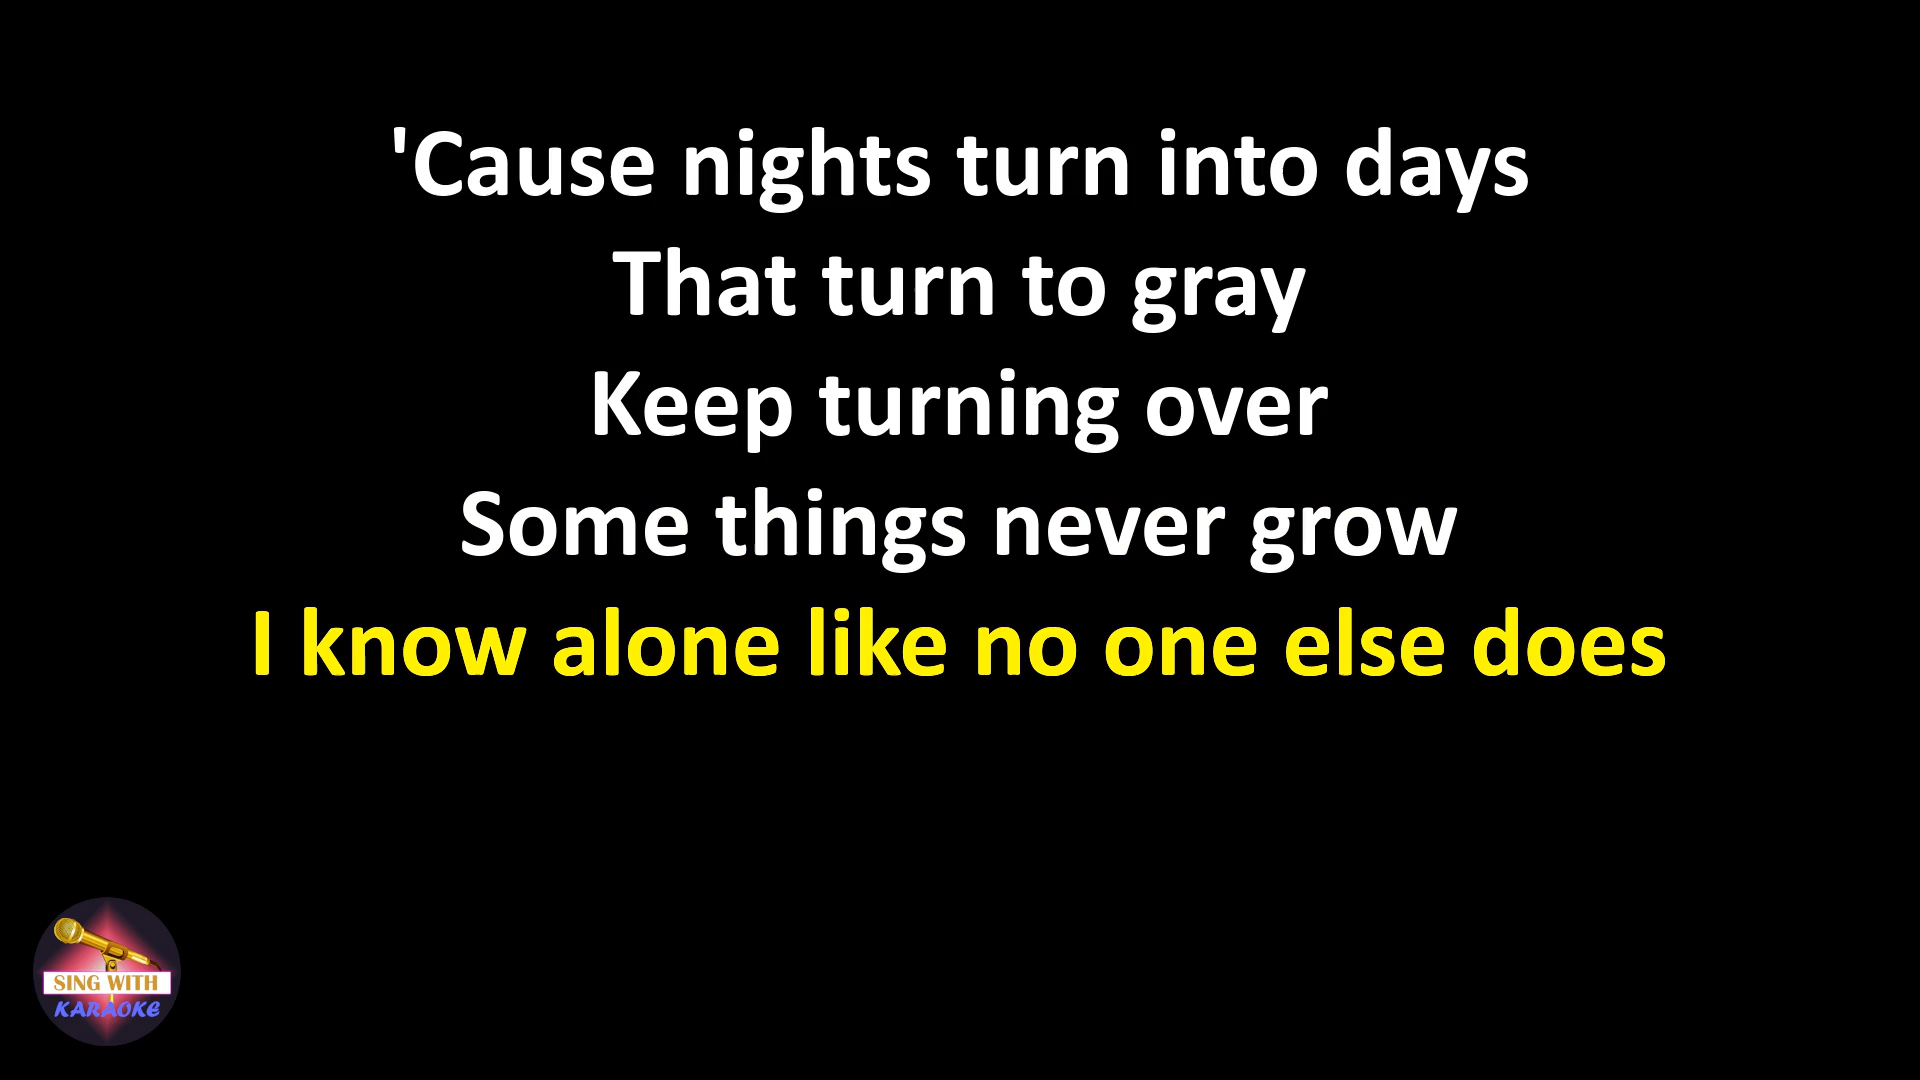 'Cause nights turn into days
That turn to gray
Keep turning over
Some things never grow
I know alone like no one else does
SING WITH
KARAOKE